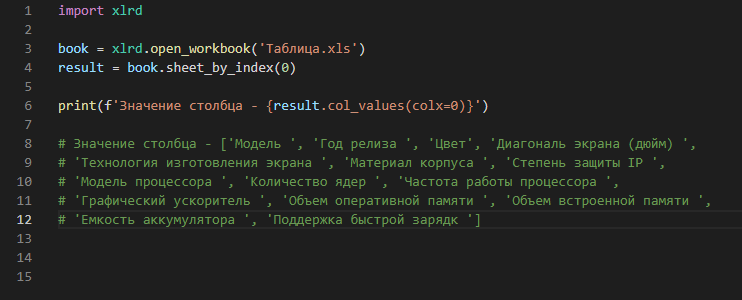 1 import xlrd
2
3 book = xlrd.open_workbook('Таблица.xls')
4 result = book.sheet_by_index(0)
5
6 print(f'Значение столбца - {result.col_values(colx=0)}')
7
8 # Значение столбца - ['Модель ', 'Год релиза ', 'Цвет', 'Диагональ экрана (дюйм) ',
9 # 'Технология изготовления экрана ', 'Материал корпуса ', 'Степень защиты IP ',
10 # 'Модель процессора ', 'Количество ядер ', 'Частота работы процессора ',
11 # 'Графический ускоритель ', 'Объем оперативной памяти ', 'Объем встроенной памяти ',
12 # 'Емкость аккумулятора ', 'Поддержка быстрой зарядк ']
13
14
15